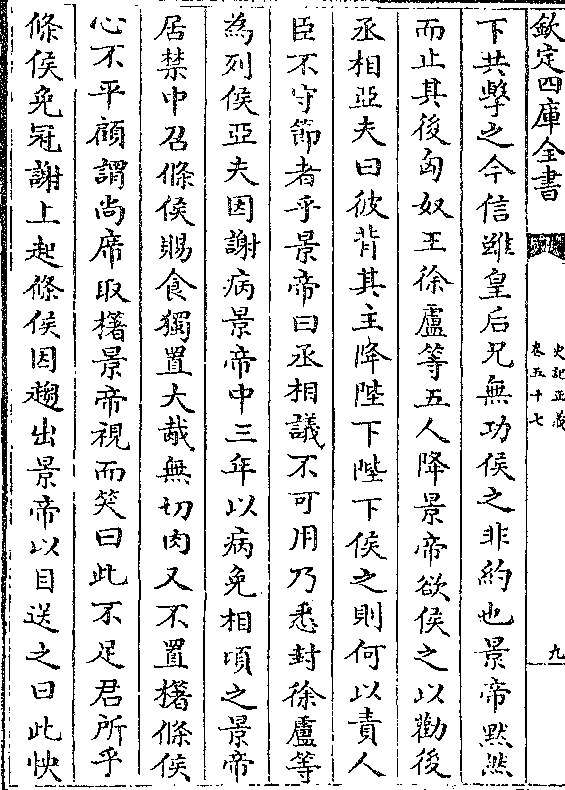 欽定四庫全書
史記正義
卷五十七
九
下共擊之今信雖皇后兄無功侯之非約也景帝黙然
而止其後匈奴王徐盧等五人降景帝欲侯之以勸後
丞相亞夫曰彼背其主降陛下陛下侯之則何以責人
臣不守節者乎景帝曰丞相議不可用乃悉封徐盧等
為列侯亞夫因謝病景帝中三年以病免相頃之景帝
居禁中召條侯賜食獨置大胾無切肉又不置櫡條侯
心不平顧謂尚席取櫡景帝視而笑曰此不足君所乎
條侯免冠謝上起條侯因趨出景帝以目送之曰此怏